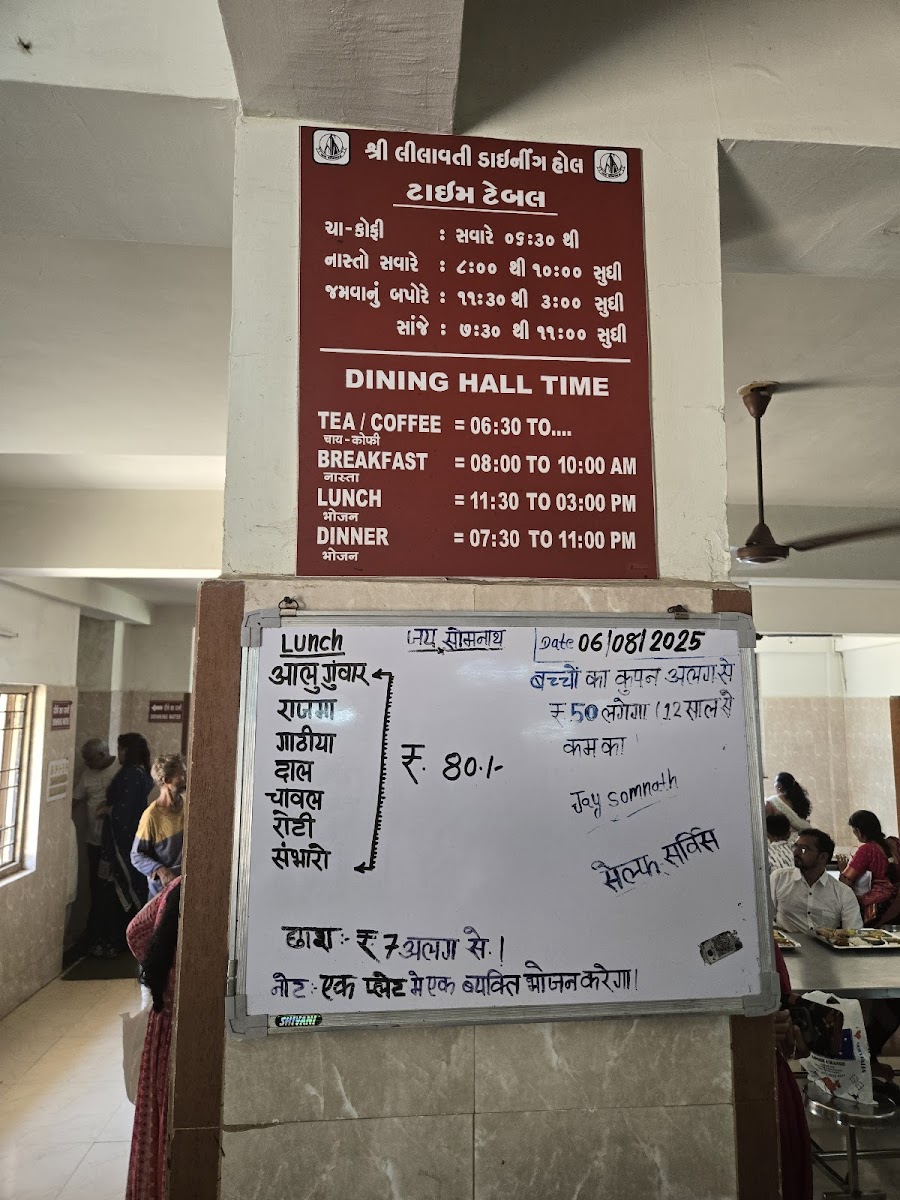 શ્રી લીલાવતી ડાઇનીંગ હોલ
ટાઇમ ટેબલ
ચા-કોફી : સવારે ૦૬:૩૦ થી
નાસ્તો સવારે : ૮:૦૦ થી ૧૦:૦૦ સુધી
જમવાનું બપોરે : ૧૧:૩૦ થી ૩:૦૦ સુધી
સાંજે : ૭:૩૦ થી ૧૧:૦૦ સુધી
DINING HALL TIME
TEA / COFFEE = 06:30 TO....
चाय-कोफी
BREAKFAST = 08:00 TO 10:00 AM
नास्ता
LUNCH = 11:30 TO 03:00 PM
भोजन
DINNER = 07:30 TO 11:00 PM
भोजन
Lunch
जय सोमनाथ
Date 06/08/2025
आलु गुंवार
राजमा
गाठीया
दाल
चावल
रोटी
संभारो
₹. 80./-
बच्चों का कुपन अलग से
₹ 50 लगेगा (12 साल से
कम का
Jay somnath
सेल्फ. सर्विस
छाश :- ₹ 7 अलग से.।
नोट :- एक प्लेट मे एक व्यक्ति भोजन करेगा।
SHIVANI
DRINKING WATER